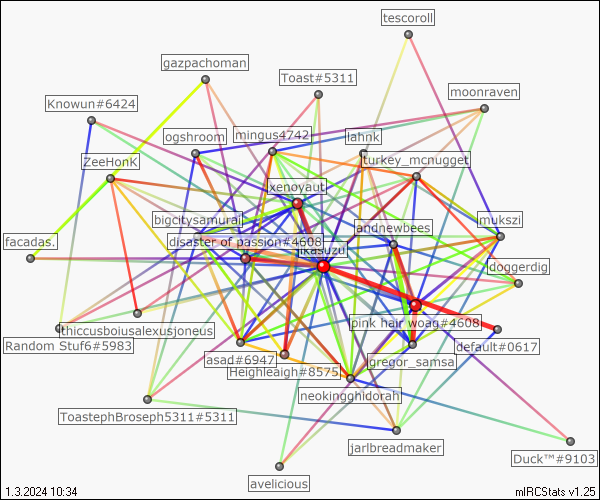 tescoroll
gazpachoman
Toast#5311
moonraven
Knowun#6424
ogshroom
mingus4742
lahnk
turkey_mcnugget
ZeeHonK
xenoyaut
bigcitysamurai
andnewbees
mukszi
disaster of passion#4608
ikasuzu
facadas.
doggerdig
pink hair woag#4608
thiccusboiusalexusjoneus
Random Stuf6#5983
default#0617
asad#6947
gregor_samsa
Heighleaigh#8575
neokingghidorah
ToastephBroseph5311#5311
jarlbreadmaker
Duck™#9103
avelicious
1.3.2024 10:34
mIRCStats v1.25